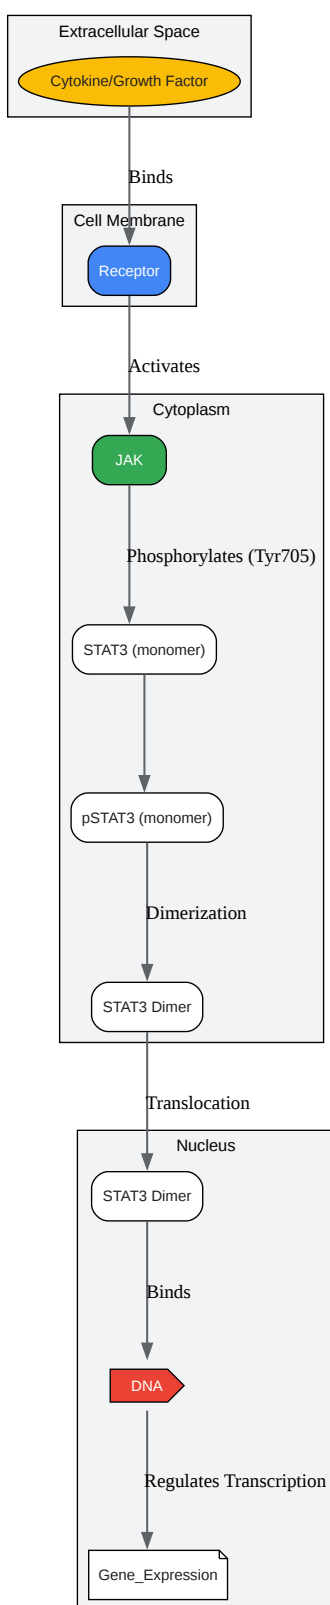 Extracellular Space
Cytokine/Growth Factor
Binds
Cell Membrane
Receptor
Activates
Cytoplasm
JAK
Phosphorylates (Tyr705)
STAT3 (monomer)
pSTAT3 (monomer)
Dimerization
STAT3 Dimer
Translocation
Nucleus
STAT3 Dimer
Binds
DNA
Regulates Transcription
Gene_Expression